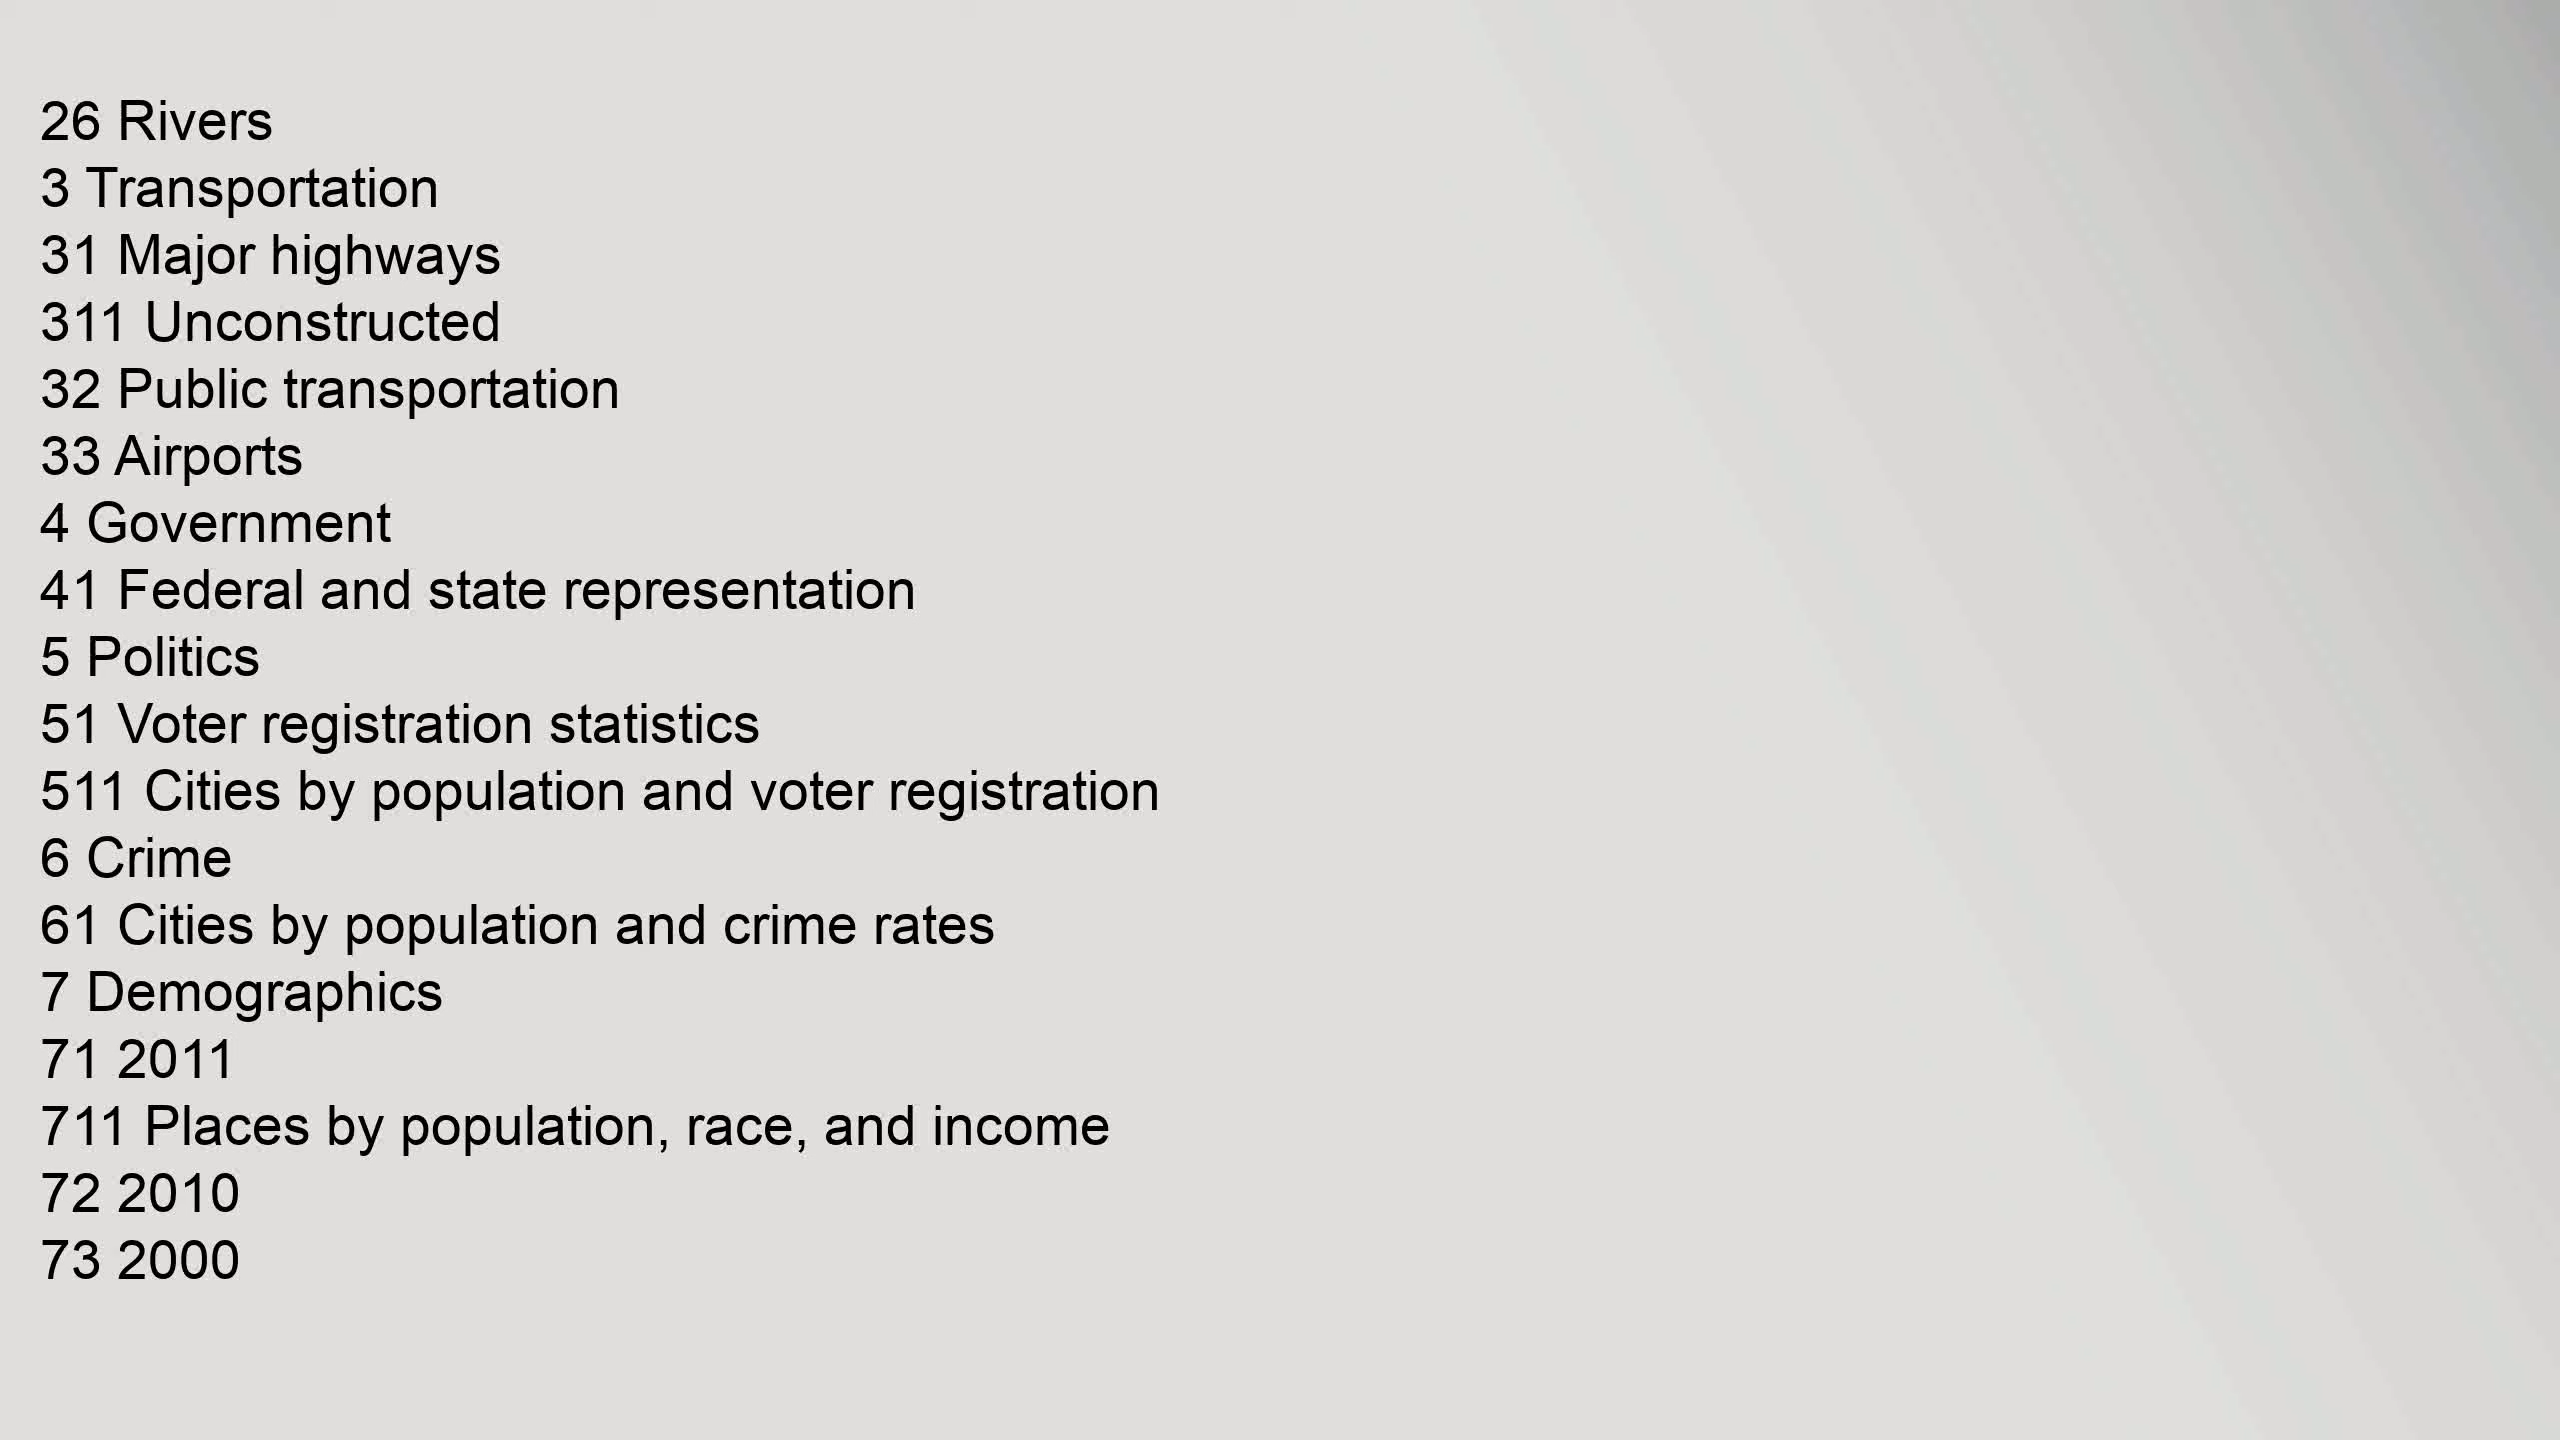 26 Rivers
3 Transportation
31 Major highways
311 Unconstructed
32 Public transportation
33 Airports
4 Government
41 Federal and state representation
5 Politics
51 Voter registration statistics
511 Cities by population and voter registration
6 Crime
61 Cities by population and crime rates
7 Demographics
71 2011
711 Places by population, race, and income
72 2010
73 2000